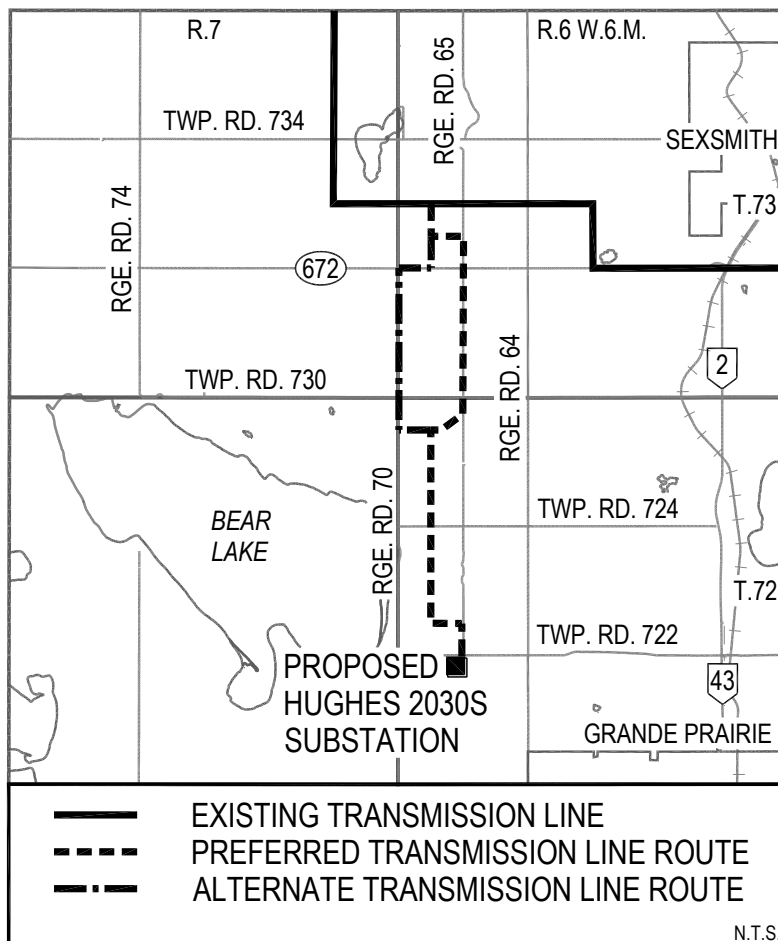 R.7
R.6 W.6.M.
RGE. RD. 65
TWP. RD. 734
SEXSMITH
RGE. RD. 74
T.73
672
RGE. RD. 64
2
TWP. RD. 730
RGE. RD. 70
BEAR
LAKE
TWP. RD. 724
T.72
TWP. RD. 722
PROPOSED
HUGHES 2030S
SUBSTATION
43
GRANDE PRAIRIE
EXISTING TRANSMISSION LINE
PREFERRED TRANSMISSION LINE ROUTE
ALTERNATE TRANSMISSION LINE ROUTE
N.T.S.